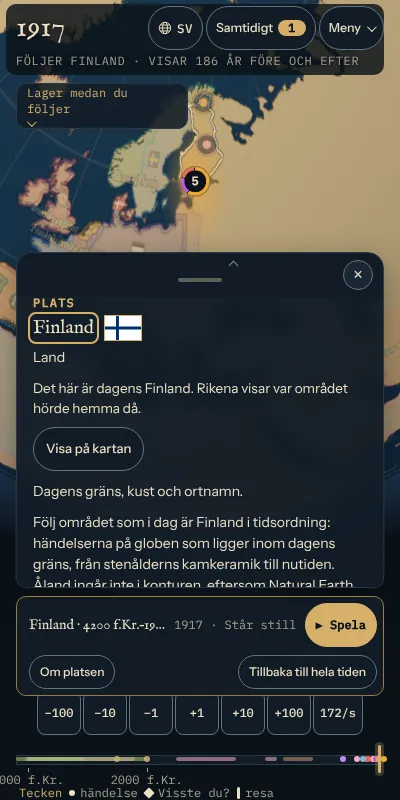 1917
SV
Samtidigt 1
Meny
FÖLJER FINLAND · VISAR 186 ÅR FÖRE OCH EFTER
Lager medan du
följer
5
×
PLATS
Finland
Land
Det här är dagens Finland. Rikena visar var området
hörde hemma då.
Visa på kartan
Dagens gräns, kust och ortnamn.
Följ området som i dag är Finland i tidsordning:
händelserna på globen som ligger inom dagens
gräns, från stenålderns kamkeramik till nutiden.
Åland ingår inte i konturen, eftersom Natural Earth
Finland · 4200 f.Kr.–19… 1917 · Står still ▶ Spela
Om platsen
Tillbaka till hela tiden
−100 −10 −1 +1 +10 +100 172/s
000 f.Kr. 2000 f.Kr.
Tecken ● händelse ◆ Visste du? resa